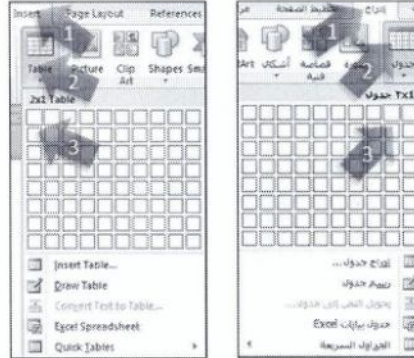 Insert Page Layout References
1
Table Picture Clip Art Shapes
2
2x1 Table
3
Insert Table...
Draw Table
Convert Text to Table...
Excel Spreadsheet
Quick Tables
إدراج تخطيط الصفحة
1
جدول قصاصة فنية أشكال
2
٢x١ جدول
3
إدراج جدول...
رسم جدول
تحويل النص إلى جدول...
جدول بيانات Excel
الجداول السريعة